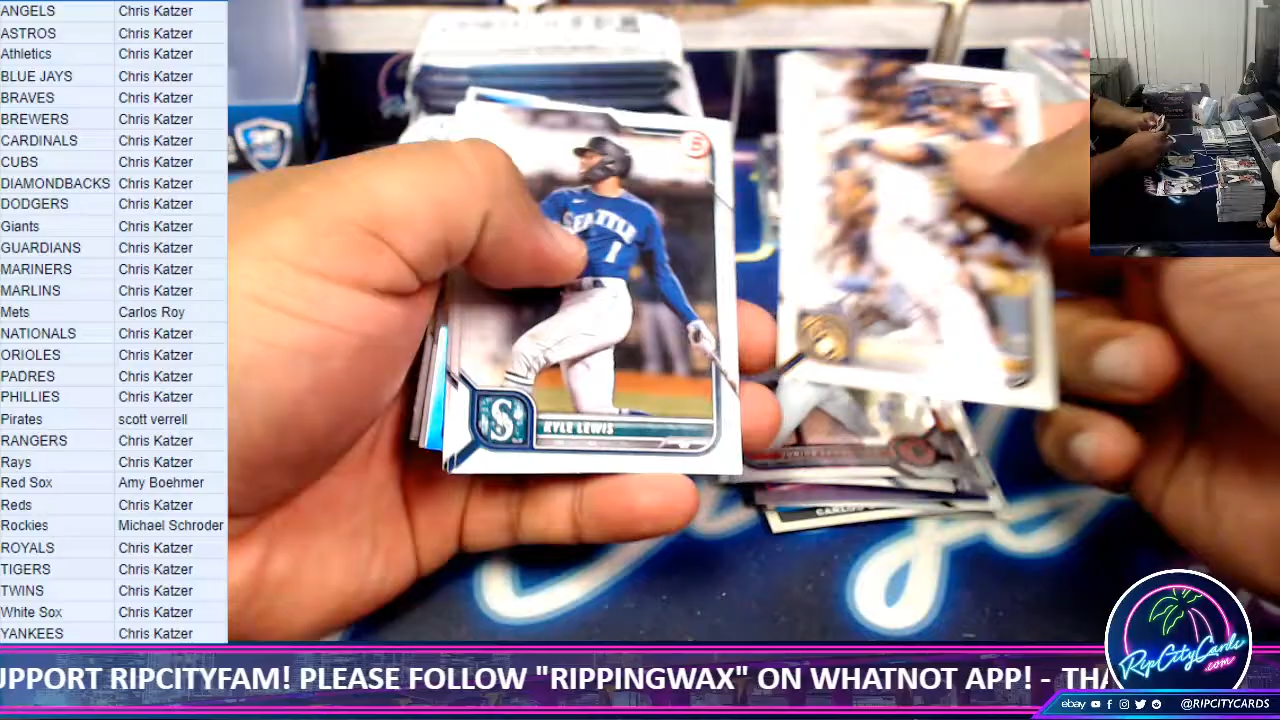 ANGELS Chris Katzer
ASTROS Chris Katzer
Athletics Chris Katzer
BLUE JAYS Chris Katzer
BRAVES Chris Katzer
BREWERS Chris Katzer
CARDINALS Chris Katzer
CUBS Chris Katzer
DIAMONDBACKS Chris Katzer
DODGERS Chris Katzer
Giants Chris Katzer
GUARDIANS Chris Katzer
MARINERS Chris Katzer
MARLINS Chris Katzer
Mets Carlos Roy
NATIONALS Chris Katzer
ORIOLES Chris Katzer
PADRES Chris Katzer
PHILLIES Chris Katzer
Pirates scott verrell
RANGERS Chris Katzer
Rays Chris Katzer
Red Sox Amy Boehmer
Reds Chris Katzer
Rockies Michael Schroder
ROYALS Chris Katzer
TIGERS Chris Katzer
TWINS Chris Katzer
White Sox Chris Katzer
YANKEES Chris Katzer
SEATTLE
1
S
KYLE LEWIS
CARLOS
RipCityCards
.com
UPPORT RIPCITYFAM! PLEASE FOLLOW "RIPPINGWAX" ON WHATNOT APP! - THA
ebay @RIPCITYCARDS